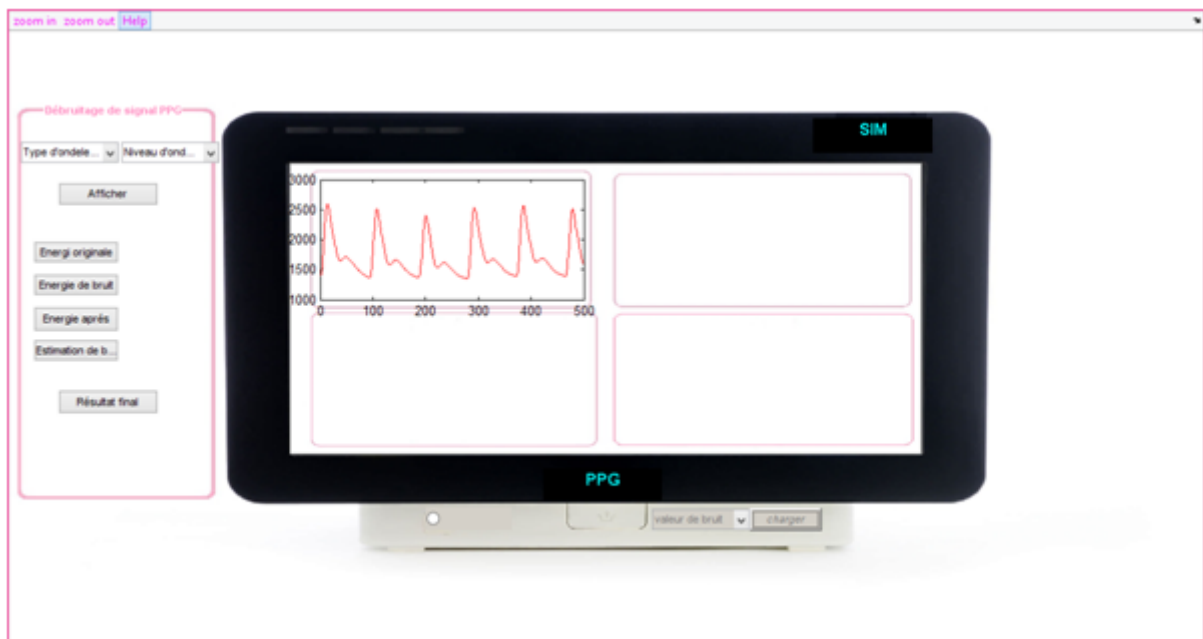 zoom in zoom out Help
Débruitage de signal PPG
Type d'ondele... Niveau d'ond...
Afficher
Energi originale
Energie de bruit
Energie aprés
Estimation de b...
Résultat final
SIM
3000
2500
2000
1500
1000
0 100 200 300 400 500
PPG
valeur de bruit charger